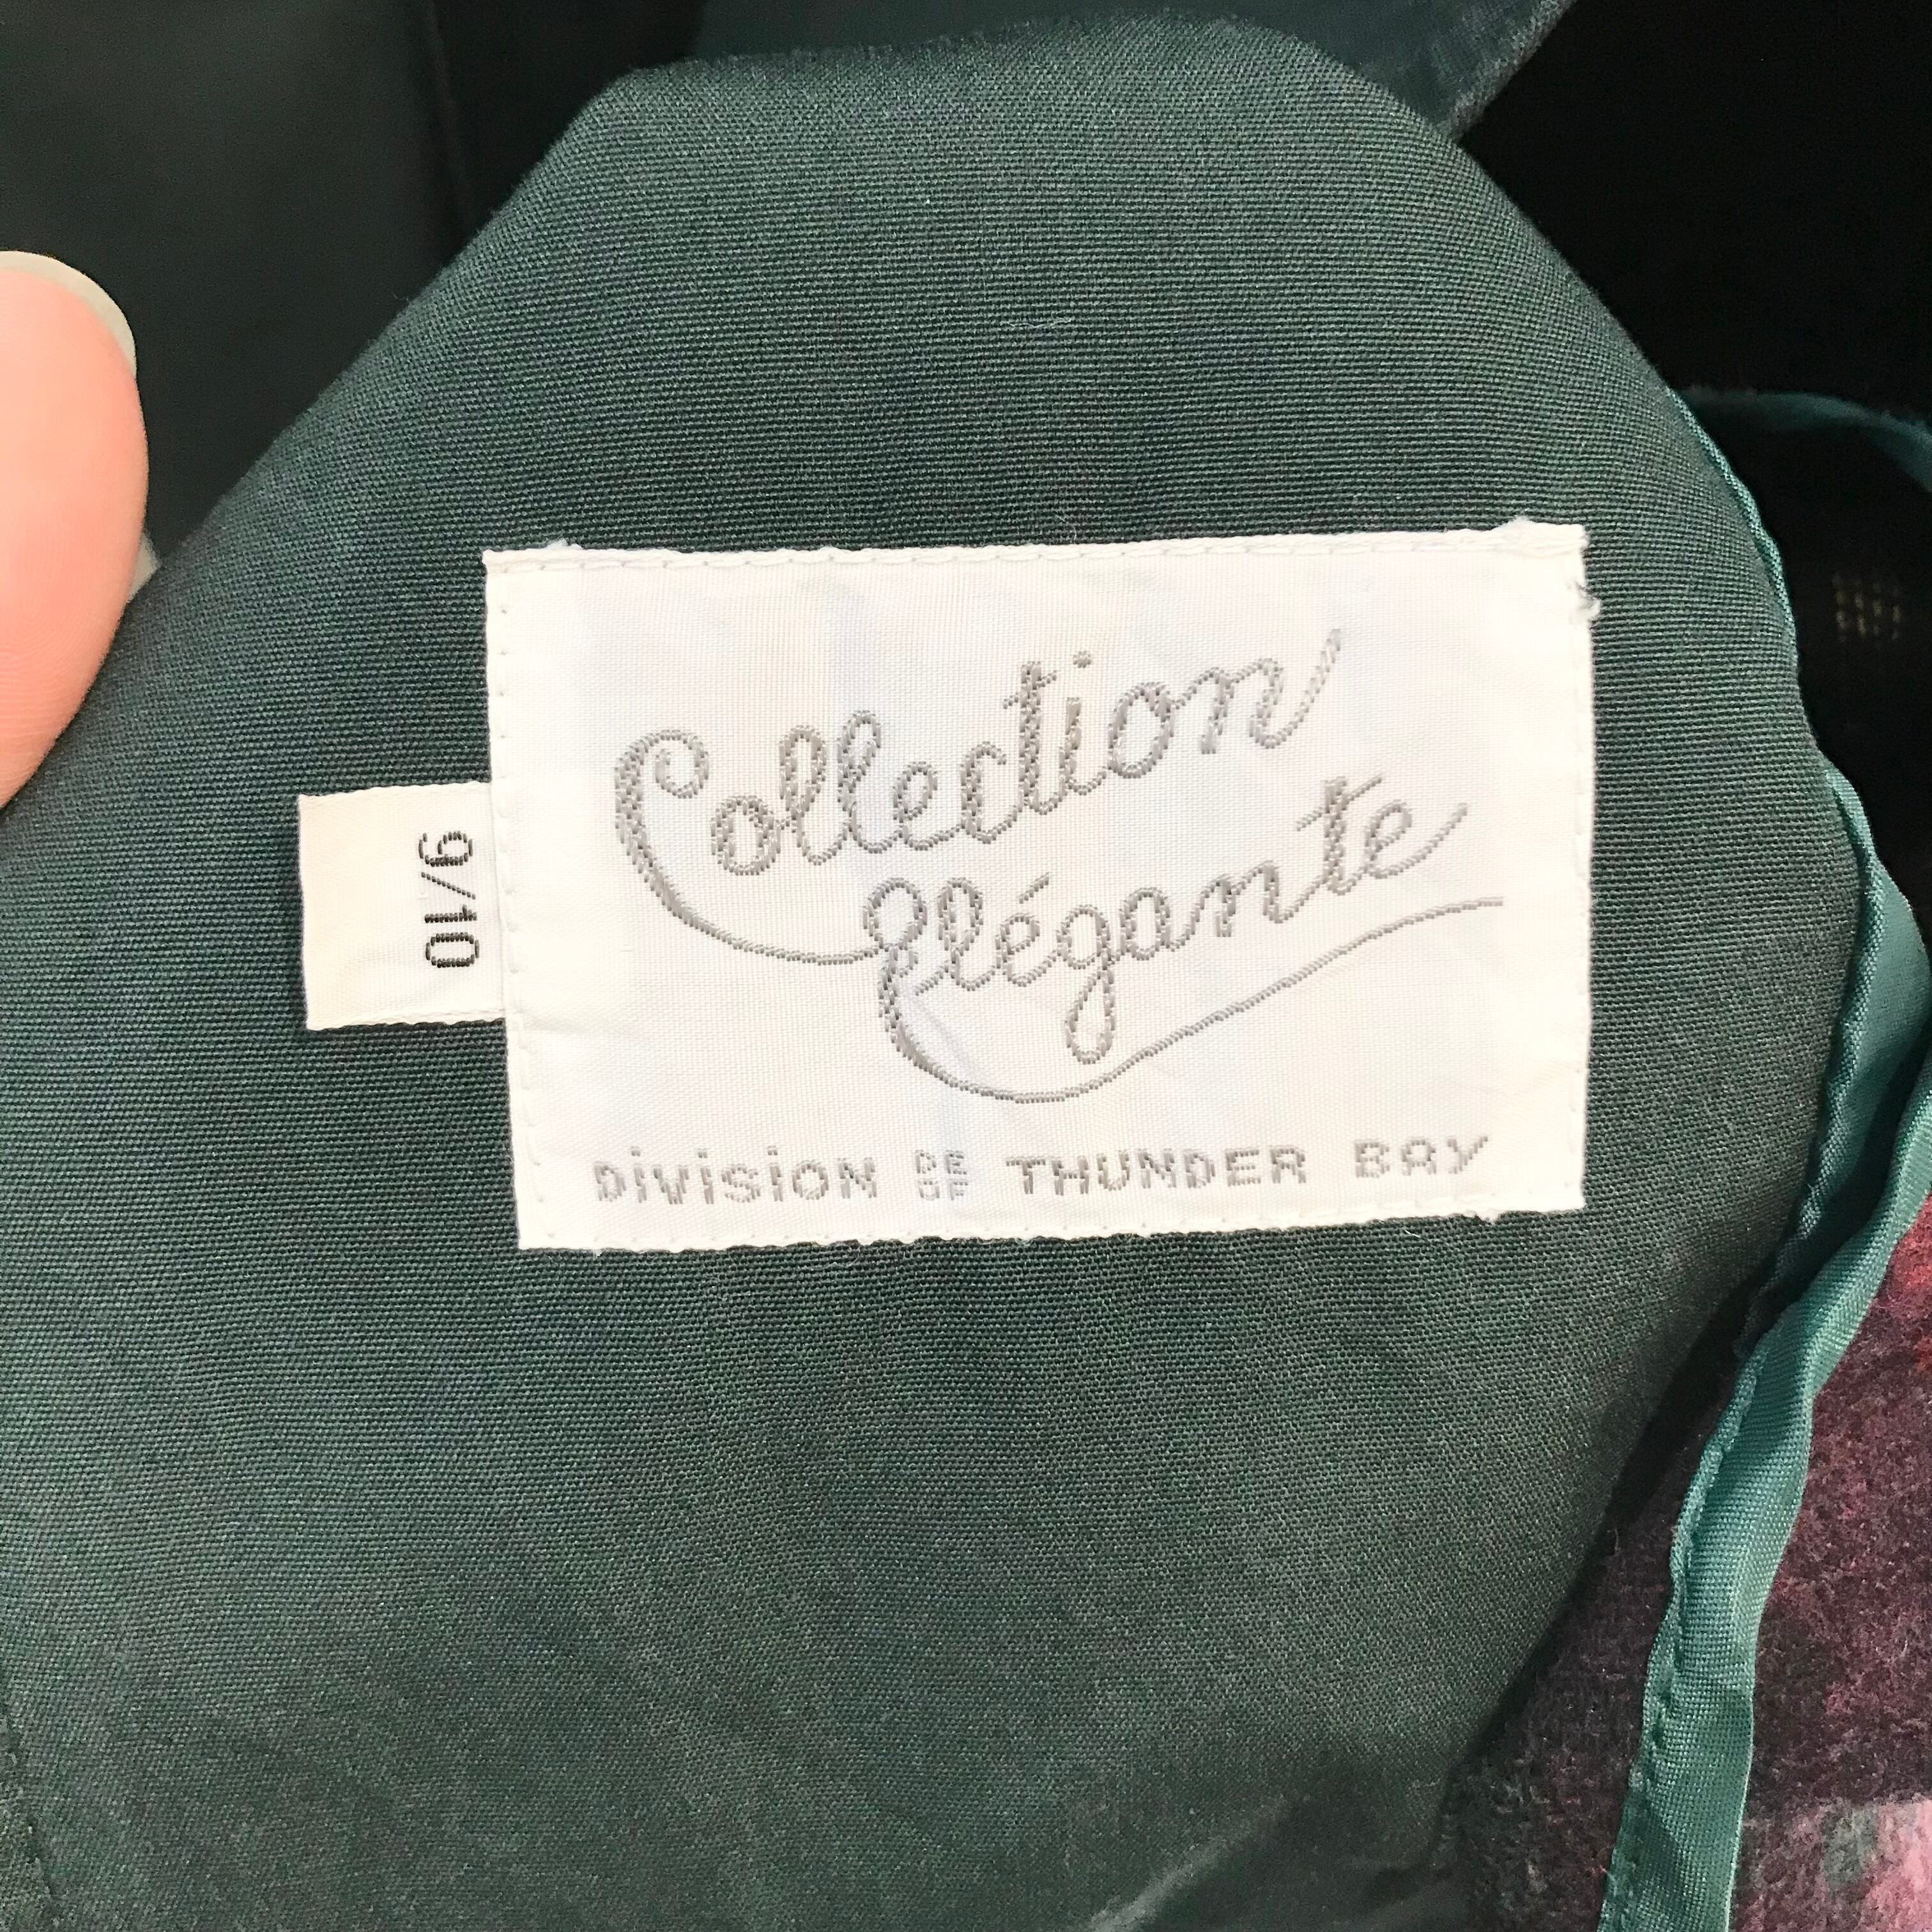 Collection
élégante
DiViSiON DE OF THUNDER BAY
9/10